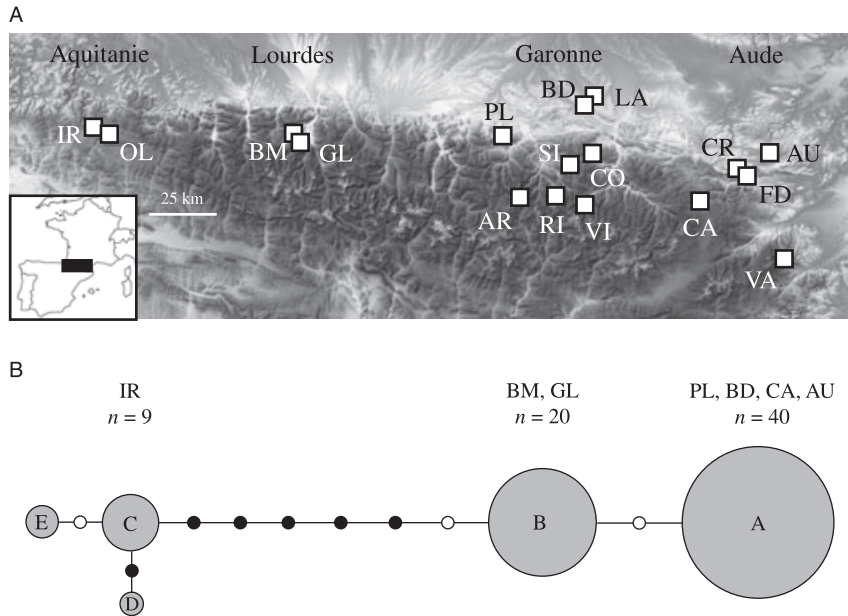 A
Aquitanie Lourdes Garonne Aude
BD LA
PL
IR OL BM GL SI CO CR AU
FD
25 km
AR RI VI CA
VA
B
IR BM, GL PL, BD, CA, AU
n = 9 n = 20 n = 40
E C B A
D